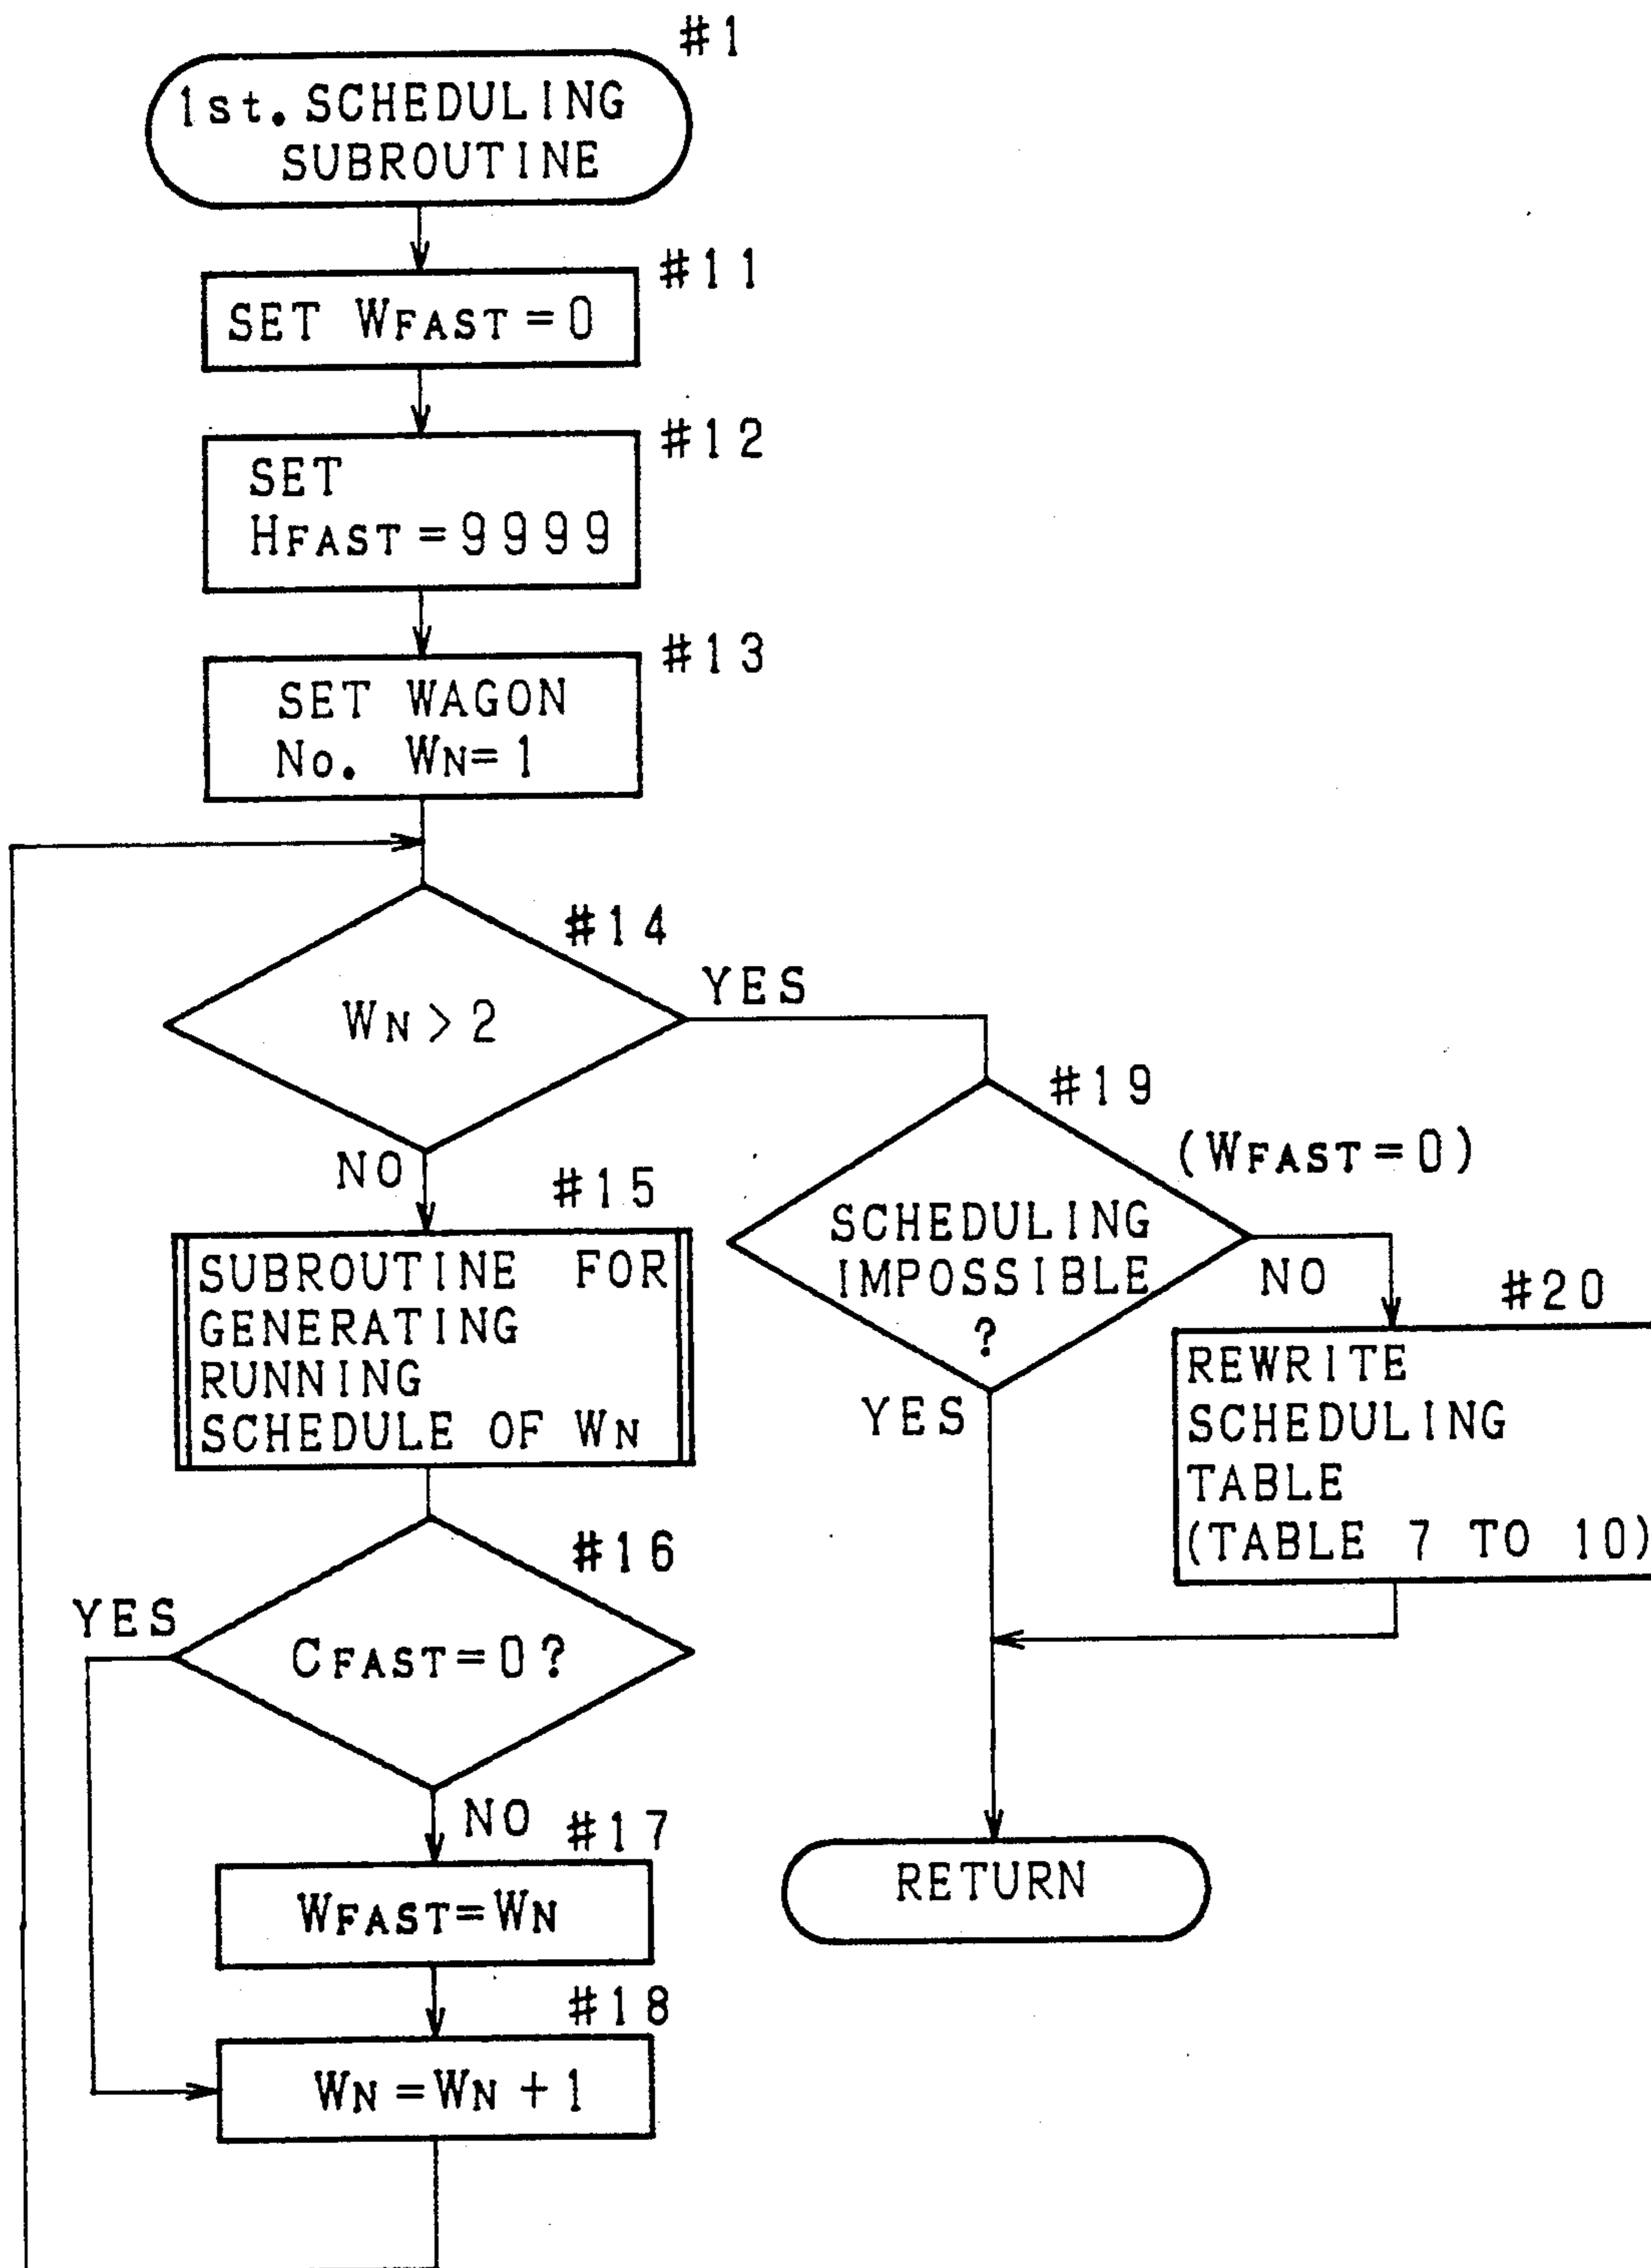 #1
1st. SCHEDULING
SUBROUTINE
#11
SET WFAST=0
#12
SET
HFAST=9999
#13
SET WAGON
No. WN=1
#14
WN>2
YES
NO
#15
SUBROUTINE FOR
GENERATING
RUNNING
SCHEDULE OF WN
#16
YES
CFAST=0?
NO
#17
WFAST=WN
#18
WN=WN+1
#19
(WFAST=0)
SCHEDULING
IMPOSSIBLE
?
NO
YES
#20
REWRITE
SCHEDULING
TABLE
(TABLE 7 TO 10)
RETURN